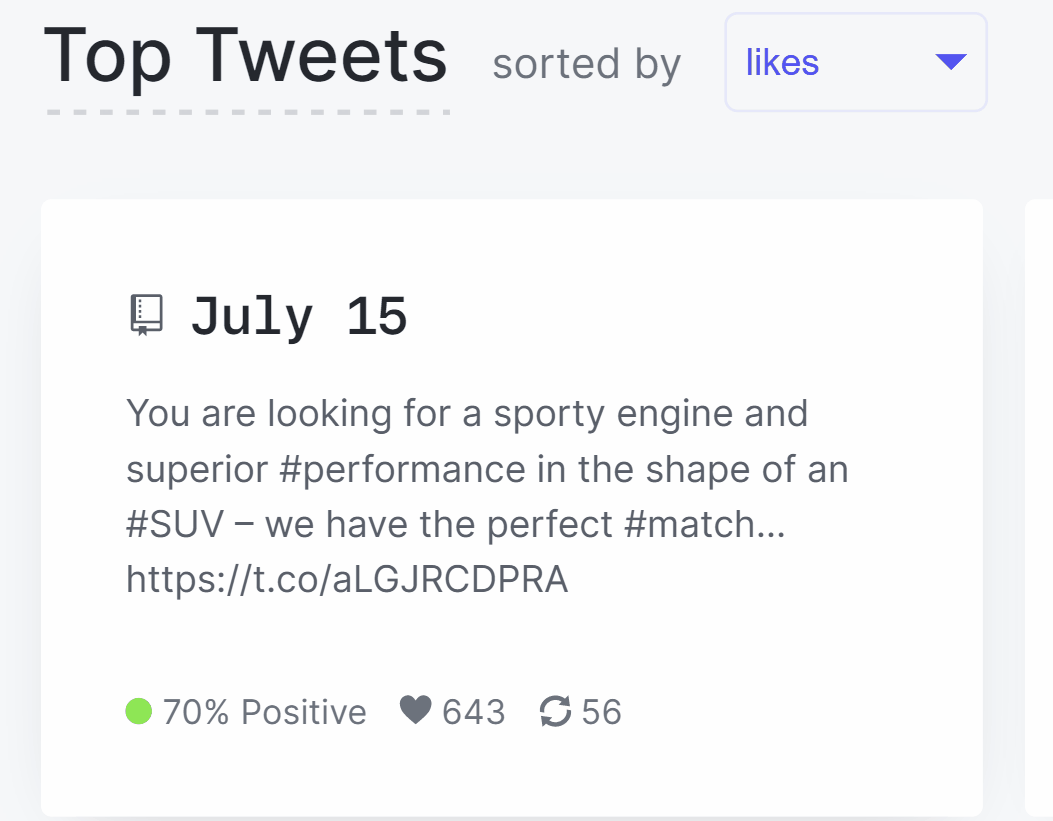 Top Tweets sorted by likes
July 15
You are looking for a sporty engine and
superior #performance in the shape of an
#SUV – we have the perfect #match...
https://t.co/aLGJRCDPRA
70% Positive 643 56